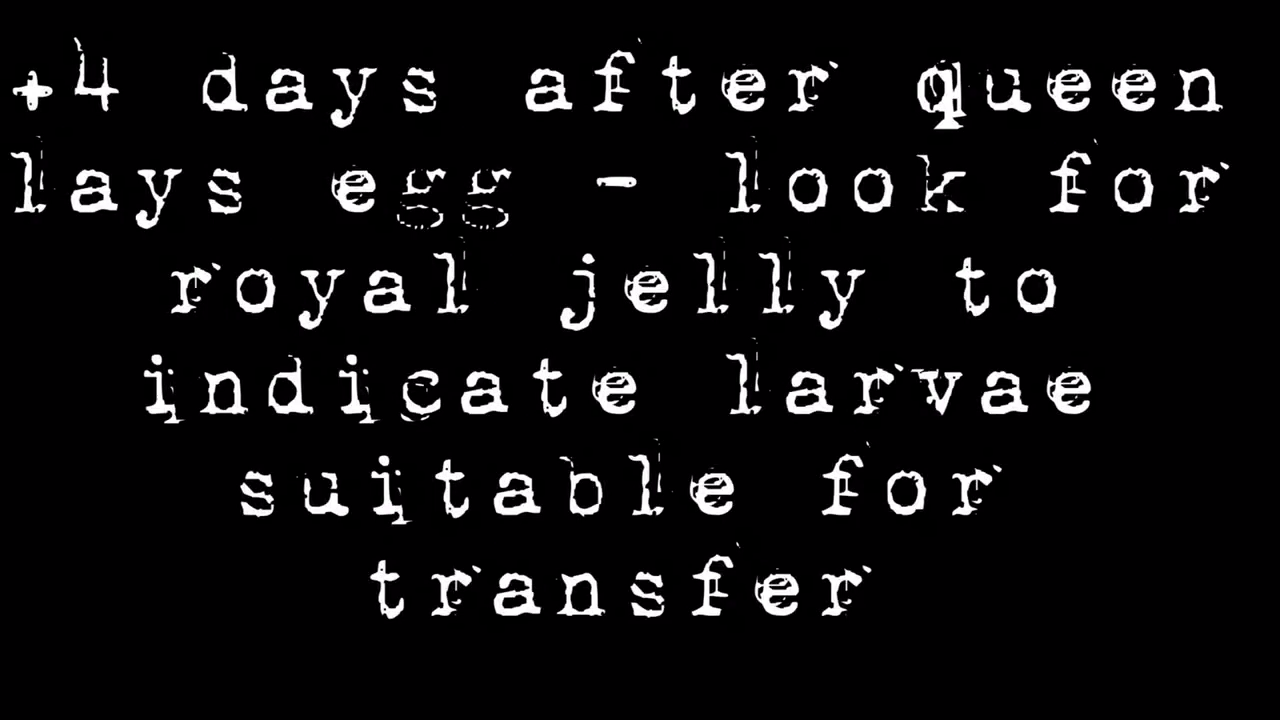 +4 days after queen
lays egg - look for
royal jelly to
indicate larvae
suitable for
transfer